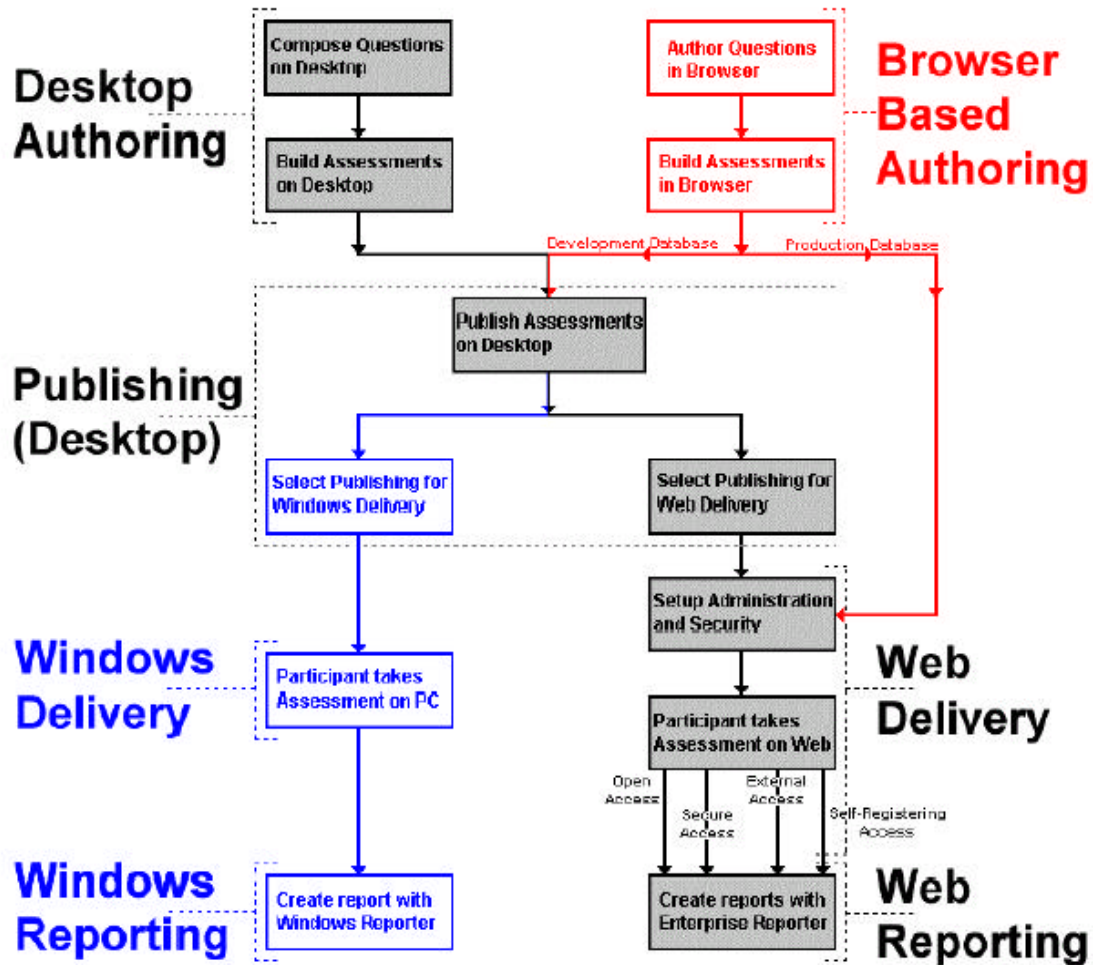 Compose Questions
on Desktop
Author Questions
in Browser
Desktop
Authoring
Browser
Based
Authoring
Build Assessments
on Desktop
Build Assessments
in Browser
Development Database
Production Database
Publish Assessments
on Desktop
Publishing
(Desktop)
Select Publishing for
Windows Delivery
Select Publishing for
Web Delivery
Setup Administration
and Security
Windows
Delivery
Participant takes
Assessment on PC
Web
Delivery
Participant takes
Assessment on Web
Open
Access
Secure
Access
External
Access
Self-Registering
Access
Windows
Reporting
Create report with
Windows Reporter
Create reports with
Enterprise Reporter
Web
Reporting